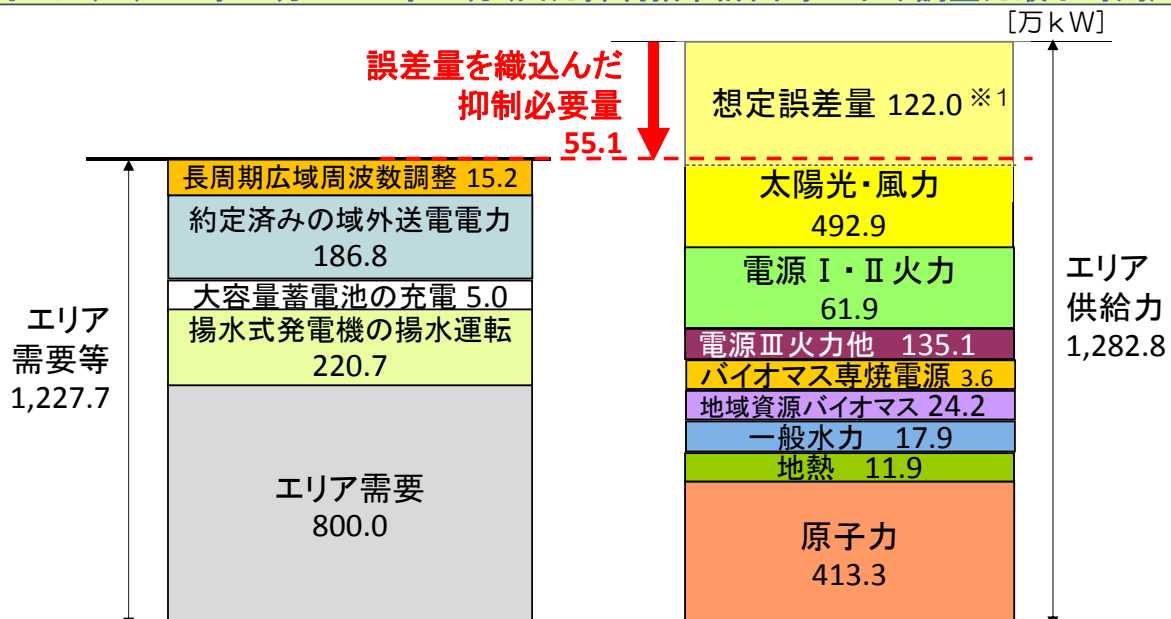 [万kW]
誤差量を織込んだ
抑制必要量
55.1
想定誤差量 122.0 ※1
長周期広域周波数調整 15.2
約定済みの域外送電電力
186.8
大容量蓄電池の充電 5.0
揚水式発電機の揚水運転
220.7
エリア需要
800.0
エリア
需要等
1,227.7
太陽光・風力
492.9
電源Ⅰ・Ⅱ火力
61.9
電源Ⅲ火力他 135.1
バイオマス専焼電源 3.6
地域資源バイオマス 24.2
一般水力 17.9
地熱 11.9
原子力
413.3
エリア
供給力
1,282.8